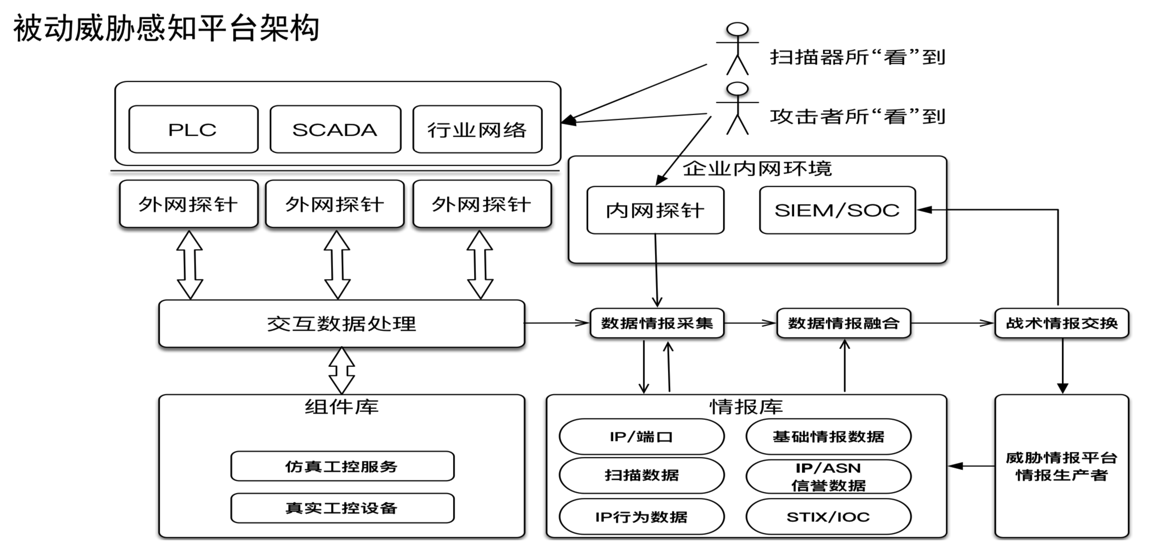 被动威胁感知平台架构
扫描器所“看”到
攻击者所“看”到
PLC
SCADA
行业网络
外网探针
外网探针
外网探针
企业内网环境
内网探针
SIEM/SOC
交互数据处理
数据情报采集
数据情报融合
战术情报交换
组件库
仿真工控服务
真实工控设备
情报库
IP/端口
基础情报数据
扫描数据
IP/ASN
信誉数据
IP行为数据
STIX/IOC
威胁情报平台
情报生产者